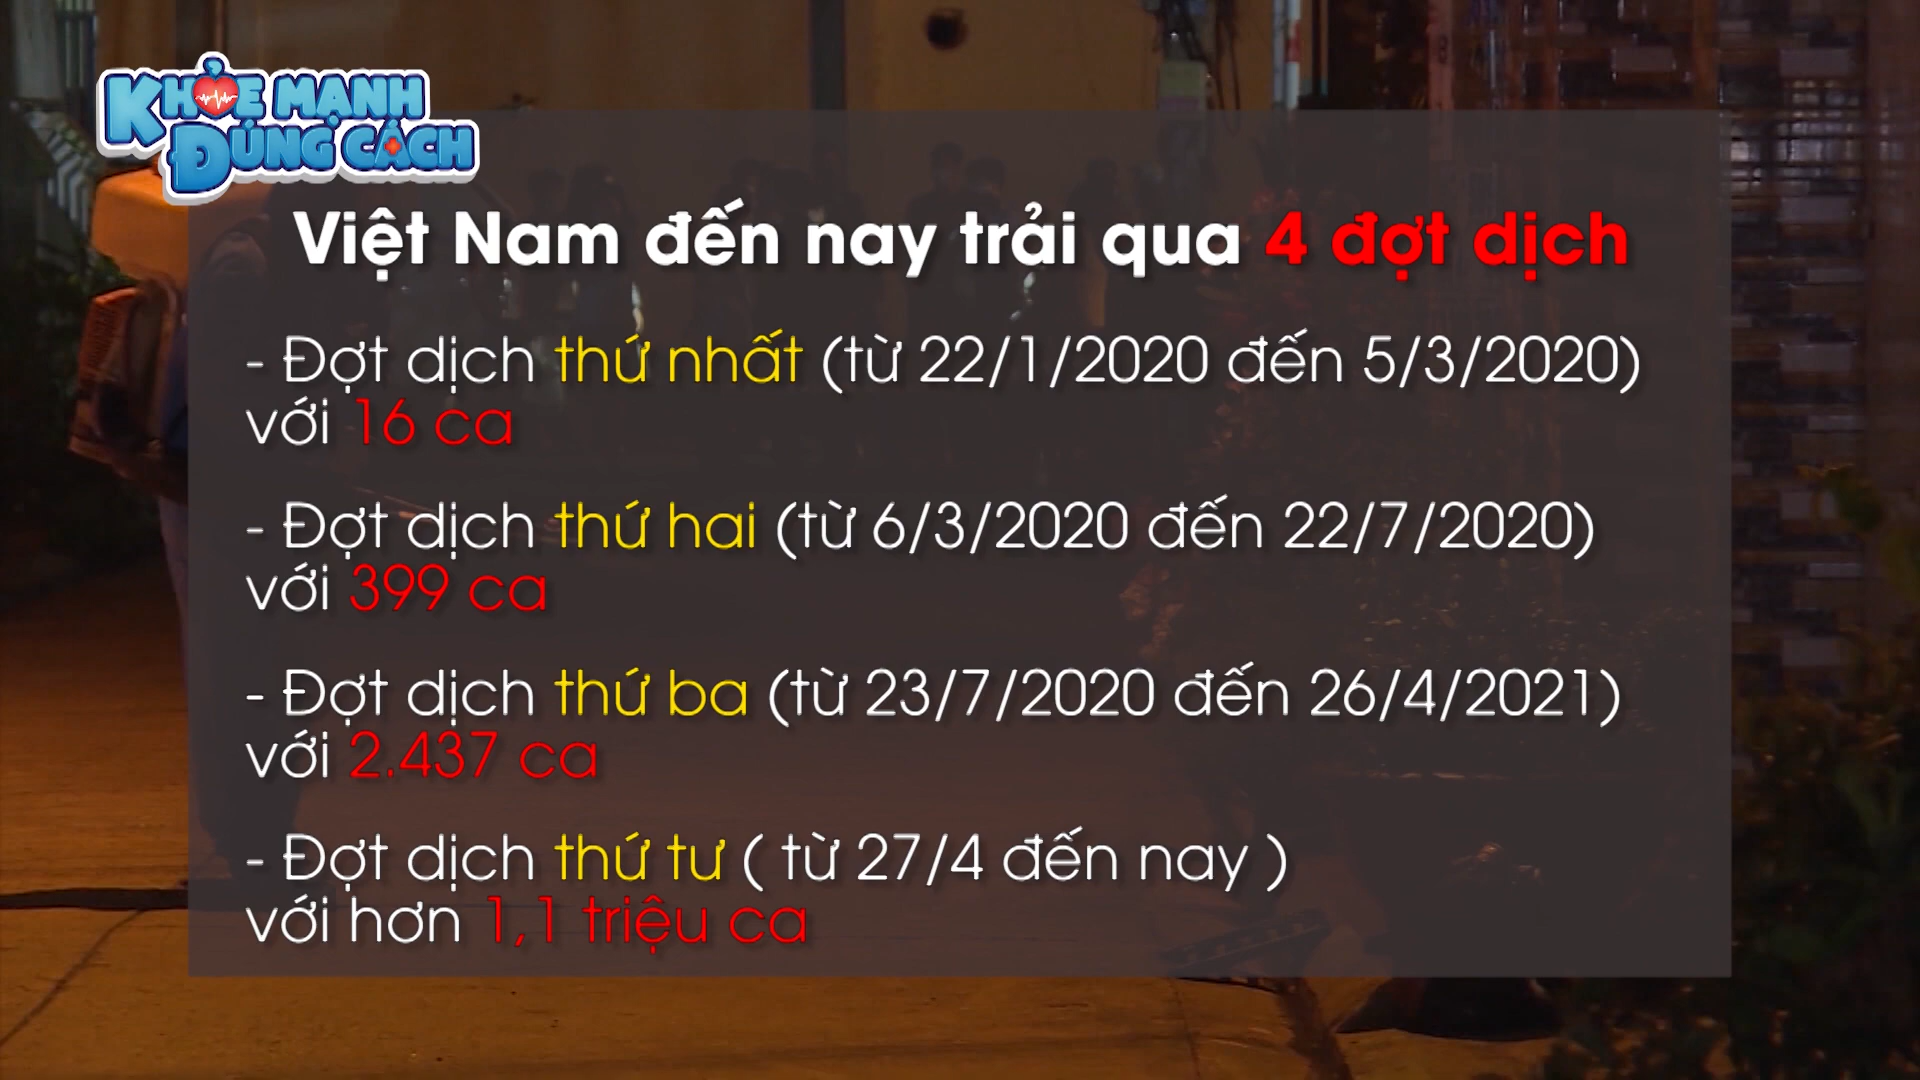 KHỎE MẠNH
ĐÚNG CÁCH
Việt Nam đến nay trải qua 4 đợt dịch
- Đợt dịch thứ nhất (từ 22/1/2020 đến 5/3/2020)
với 16 ca
- Đợt dịch thứ hai (từ 6/3/2020 đến 22/7/2020)
với 399 ca
- Đợt dịch thứ ba (từ 23/7/2020 đến 26/4/2021)
với 2.437 ca
- Đợt dịch thứ tư ( từ 27/4 đến nay )
với hơn 1,1 triệu ca